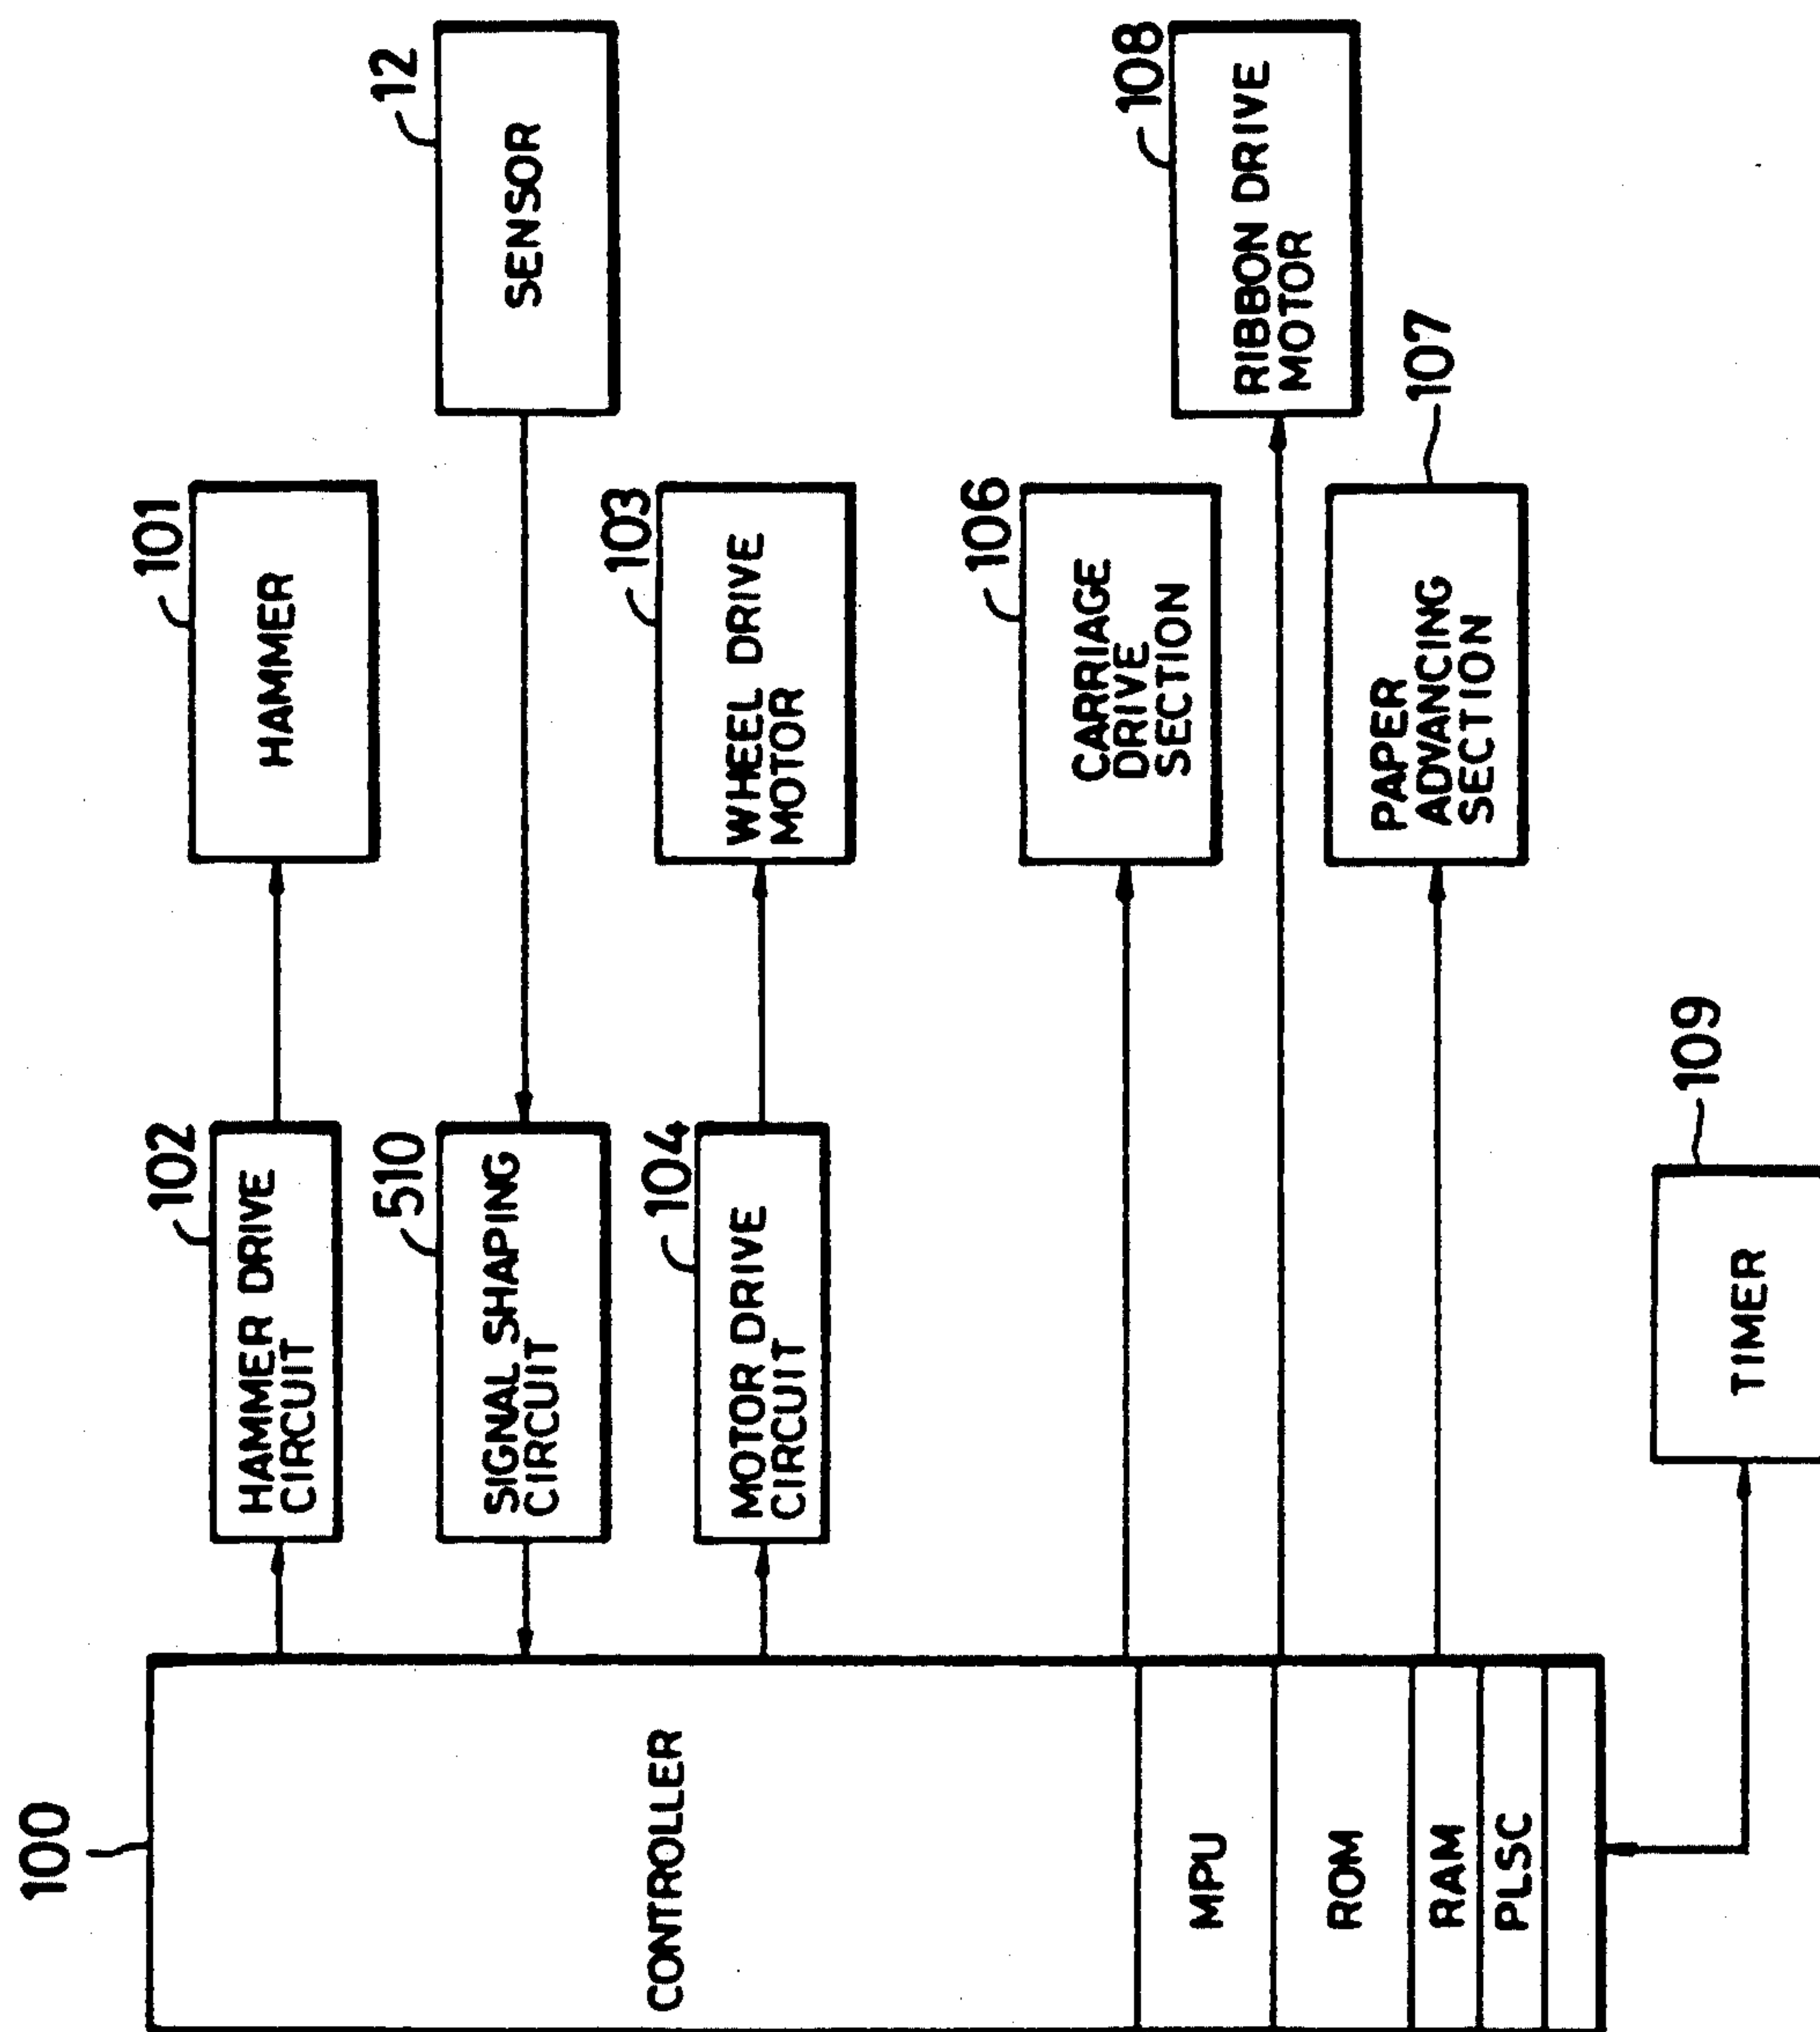 100
CONTROLLER
MPU
ROM
RAM
PLSC
102
HAMMER DRIVE
CIRCUIT
101
HAMMER
510
SIGNAL SHAPING
CIRCUIT
12
SENSOR
104
MOTOR DRIVE
CIRCUIT
103
WHEEL DRIVE
MOTOR
106
CARRIAGE
DRIVE
SECTION
108
RIBBON DRIVE
MOTOR
107
PAPER
ADVANCING
SECTION
109
TIMER